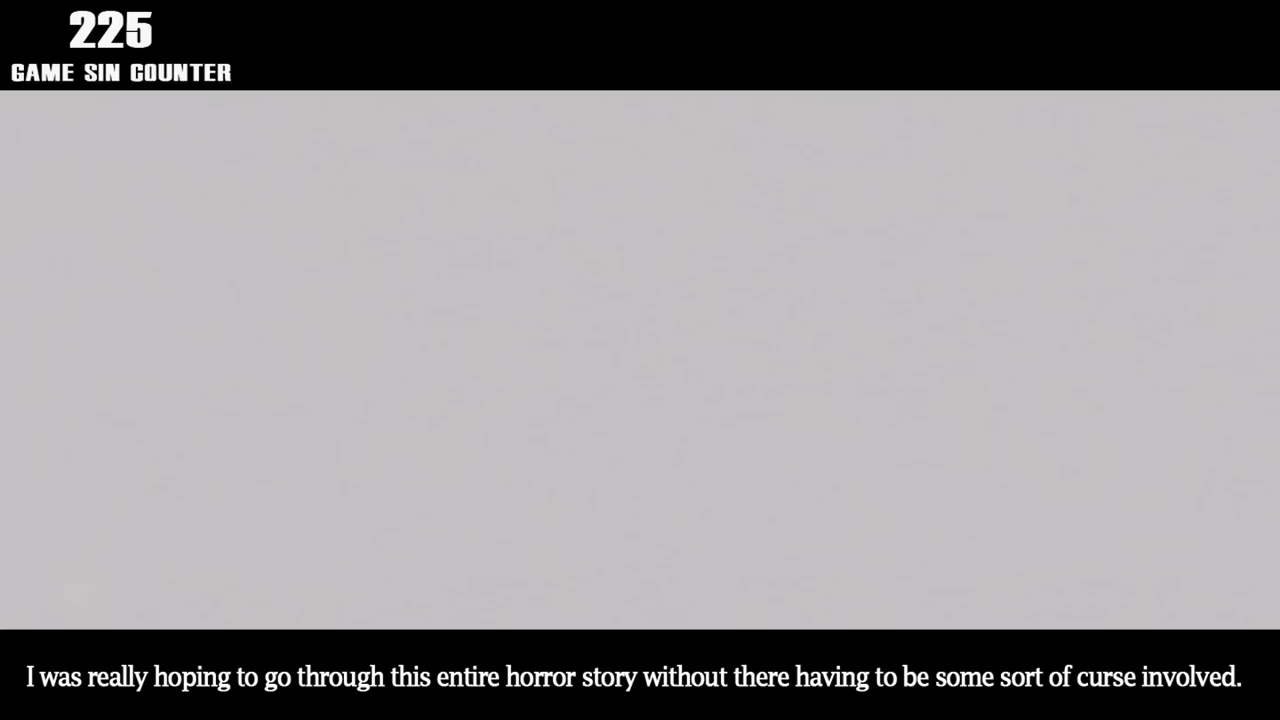 225
GAME SIN COUNTER
I was really hoping to go through this entire horror story without there having to be some sort of curse involved.